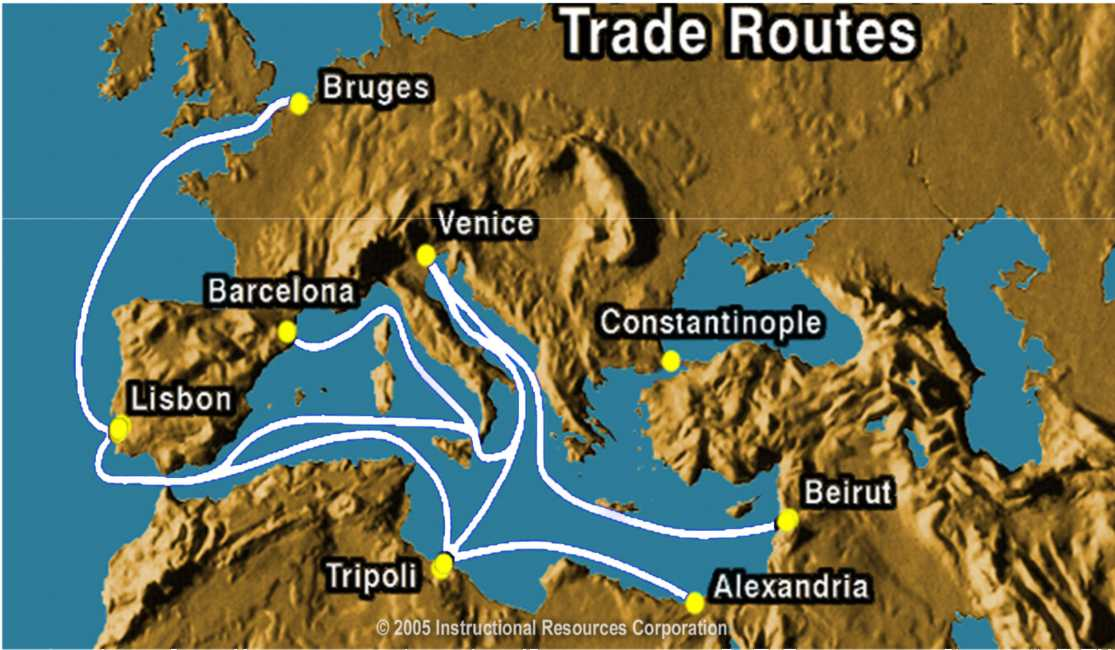 Trade Routes
Bruges
Venice
Barcelona
Constantinople
Lisbon
Beirut
Tripoli
Alexandria
© 2005 Instructional Resources Corporation